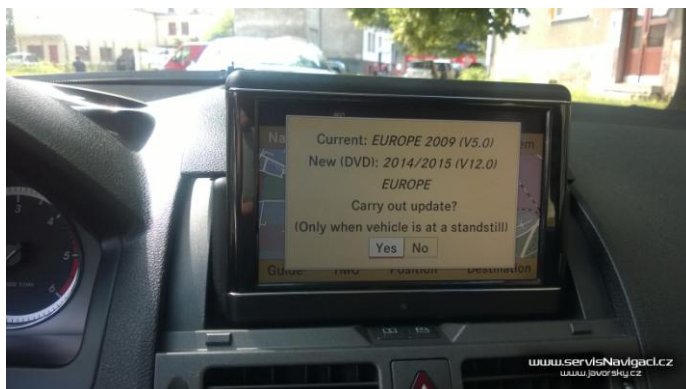 Current: EUROPE 2009 (V5.0)
New (DVD): 2014/2015 (V12.0)
EUROPE
Carry out update?
(Only when vehicle is at a standstill)
Yes No
Guide TMC Position Destination
www.servisNavigaci.cz
www.javorsky.cz